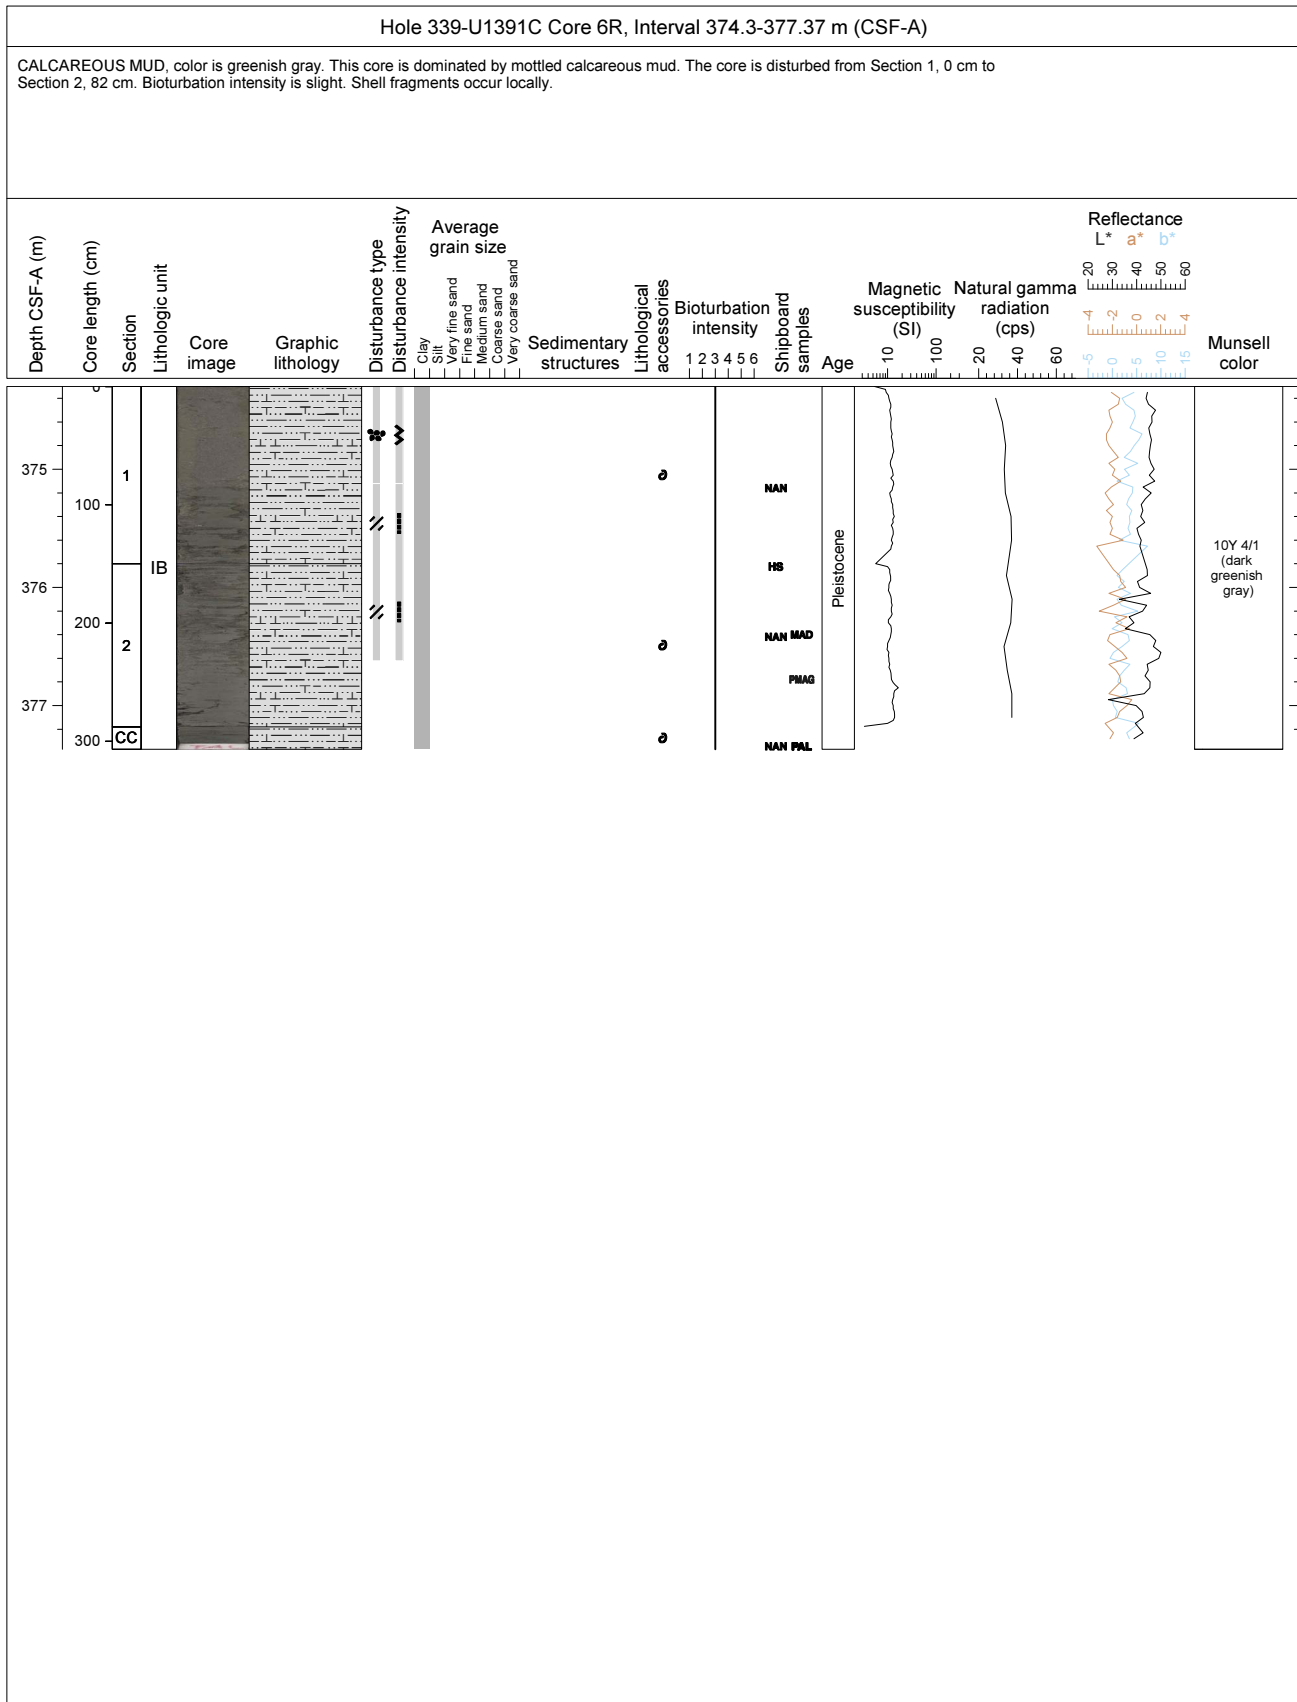 Hole 339-U1391C Core 6R, Interval 374.3-377.37 m (CSF-A)
CALCAREOUS MUD, color is greenish gray. This core is dominated by mottled calcareous mud. The core is disturbed from Section 1, 0 cm to
Section 2, 82 cm. Bioturbation intensity is slight. Shell fragments occur locally.
Depth CSF-A (m)
Core length (cm)
Section
Lithologic unit
Core
image
Graphic
lithology
Disturbance type
Disturbance intensity
Average
grain size
Clay
Silt
Very fine sand
Fine sand
Medium sand
Coarse sand
Very coarse sand
Sedimentary
structures
Lithological
accessories
Bioturbation
intensity
1 2 3 4 5 6
Shipboard
samples
Age
Magnetic
susceptibility
(SI)
10 100
Natural gamma
radiation
(cps)
20 40 60
Reflectance
L* a* b*
20 30 40 50 60
-4 -2 0 2 4
-5 0 5 10 15
Munsell
color
0
375
1
100
NAN
IB
376
HS
Pleistocene
10Y 4/1
(dark
greenish
gray)
200
2
NAN MAD
PMAG
377
CC
300
NAN PAL